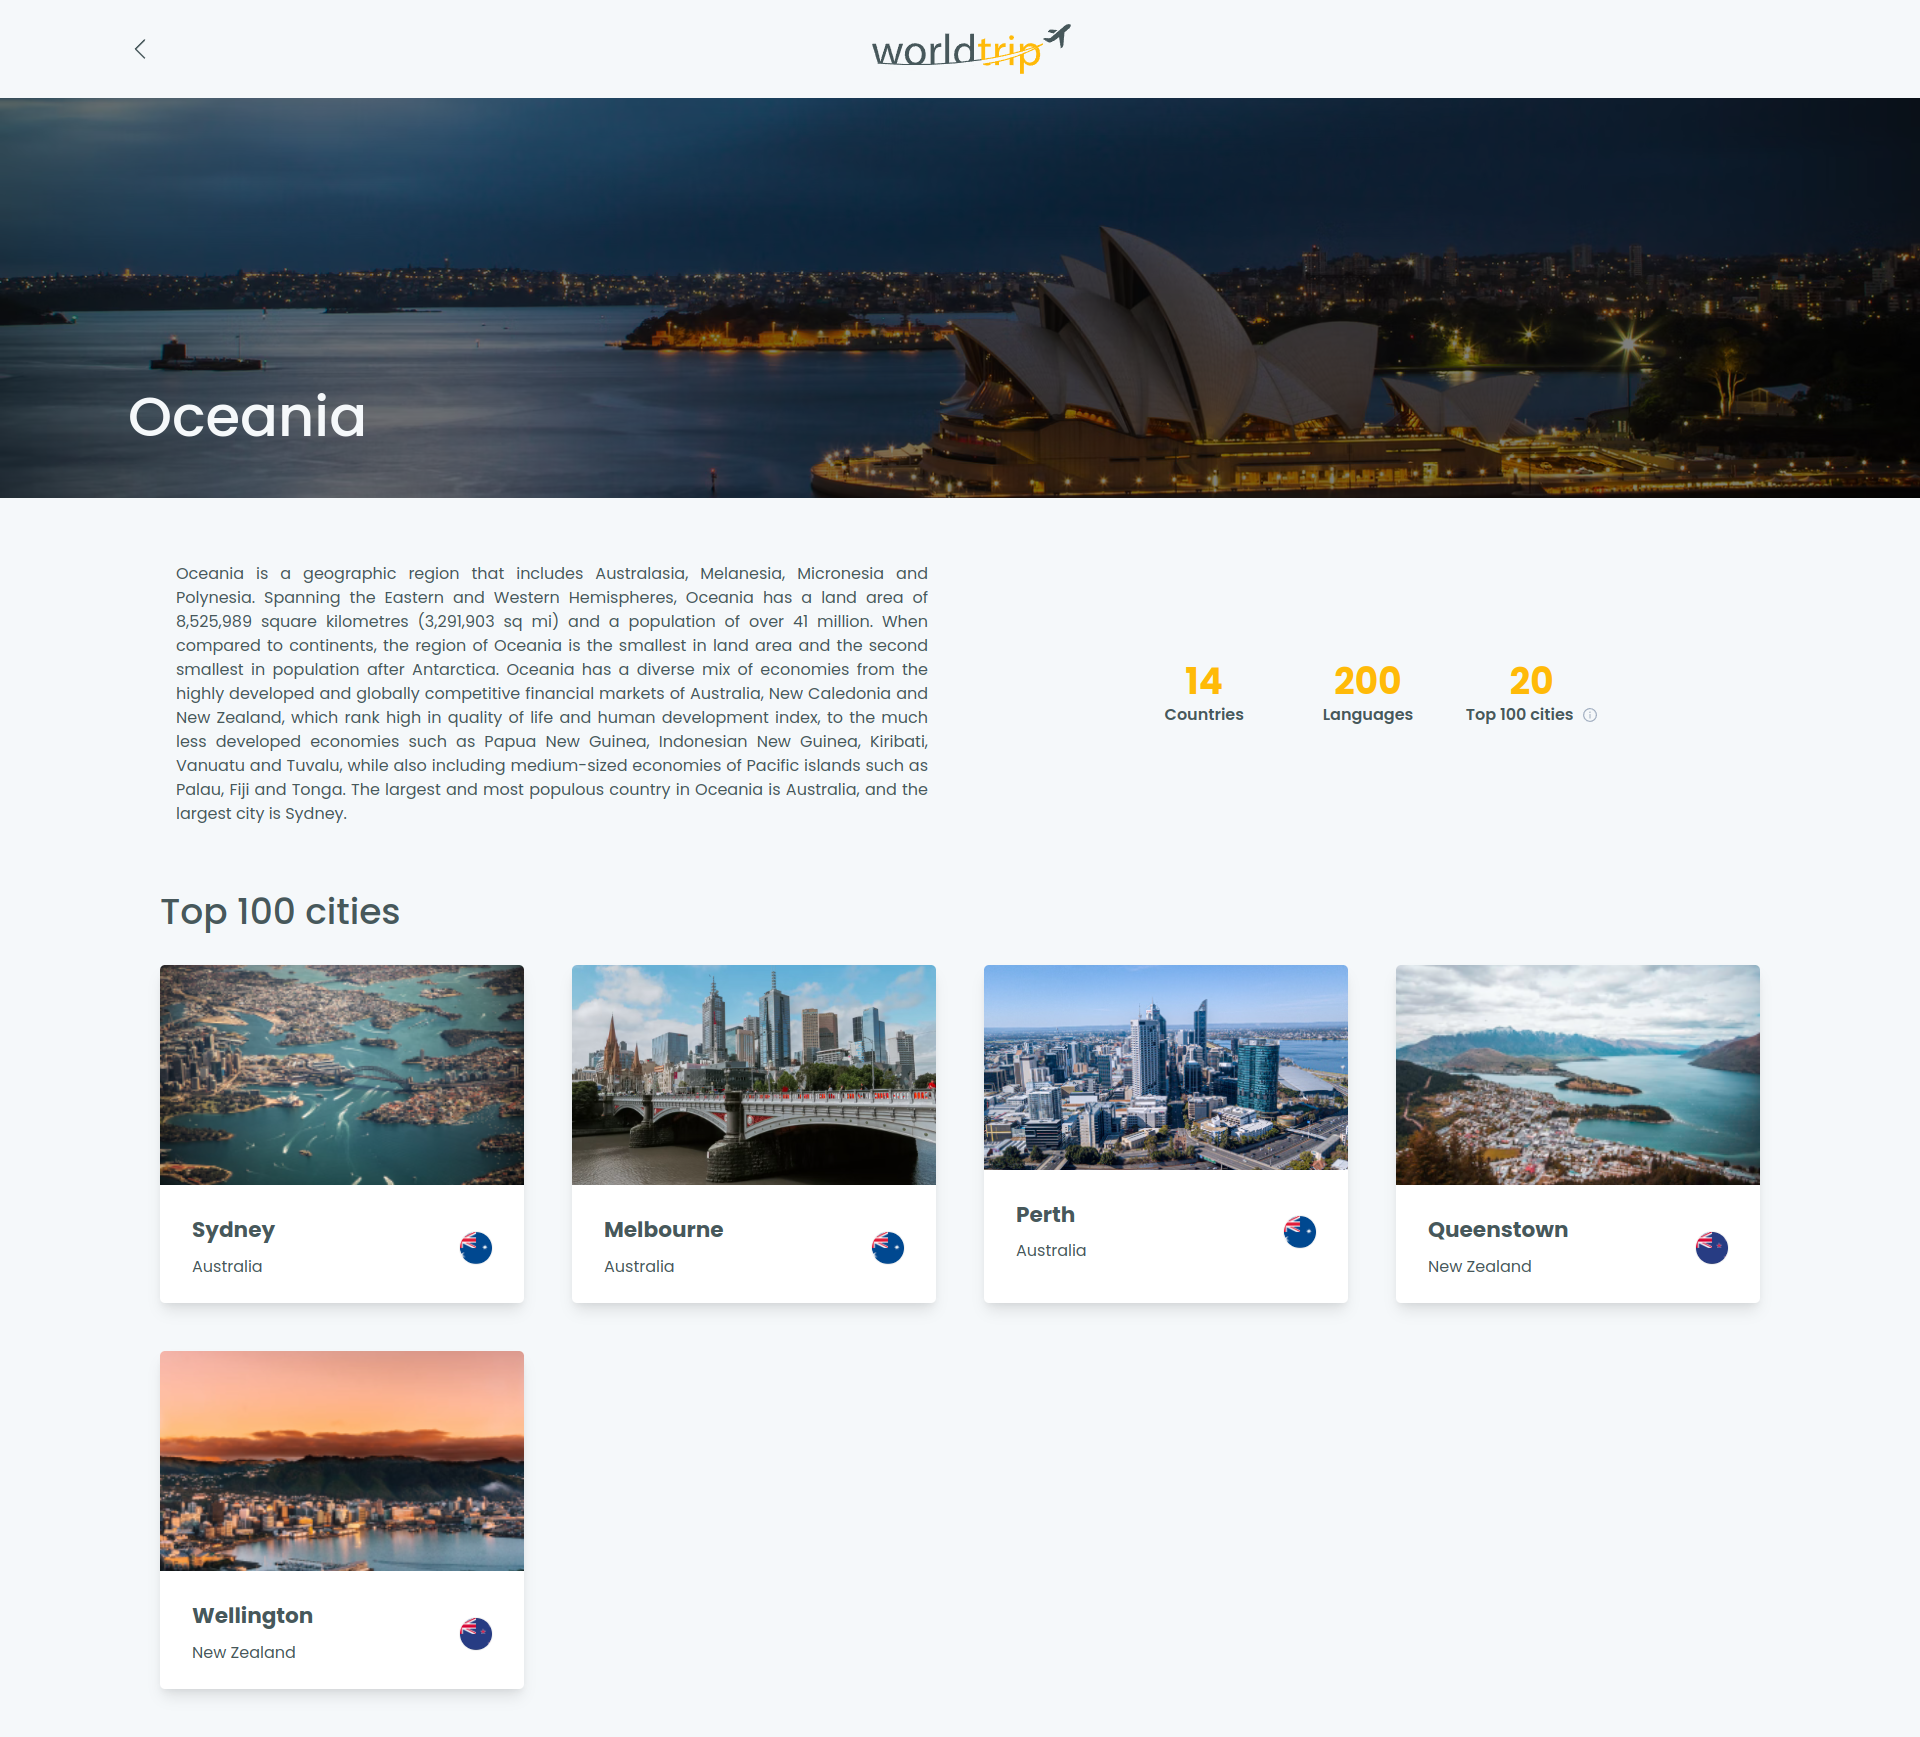 worldtrip
Oceania
Oceania is a geographic region that includes Australasia, Melanesia, Micronesia and
Polynesia. Spanning the Eastern and Western Hemispheres, Oceania has a land area of
8,525,989 square kilometres (3,291,903 sq mi) and a population of over 41 million. When
compared to continents, the region of Oceania is the smallest in land area and the second
smallest in population after Antarctica. Oceania has a diverse mix of economies from the
highly developed and globally competitive financial markets of Australia, New Caledonia and
New Zealand, which rank high in quality of life and human development index, to the much
less developed economies such as Papua New Guinea, Indonesian New Guinea, Kiribati,
Vanuatu and Tuvalu, while also including medium-sized economies of Pacific islands such as
Palau, Fiji and Tonga. The largest and most populous country in Oceania is Australia, and the
largest city is Sydney.
14 200 20
Countries Languages Top 100 cities
Top 100 cities
Sydney
Australia
Melbourne
Australia
Perth
Australia
Queenstown
New Zealand
Wellington
New Zealand